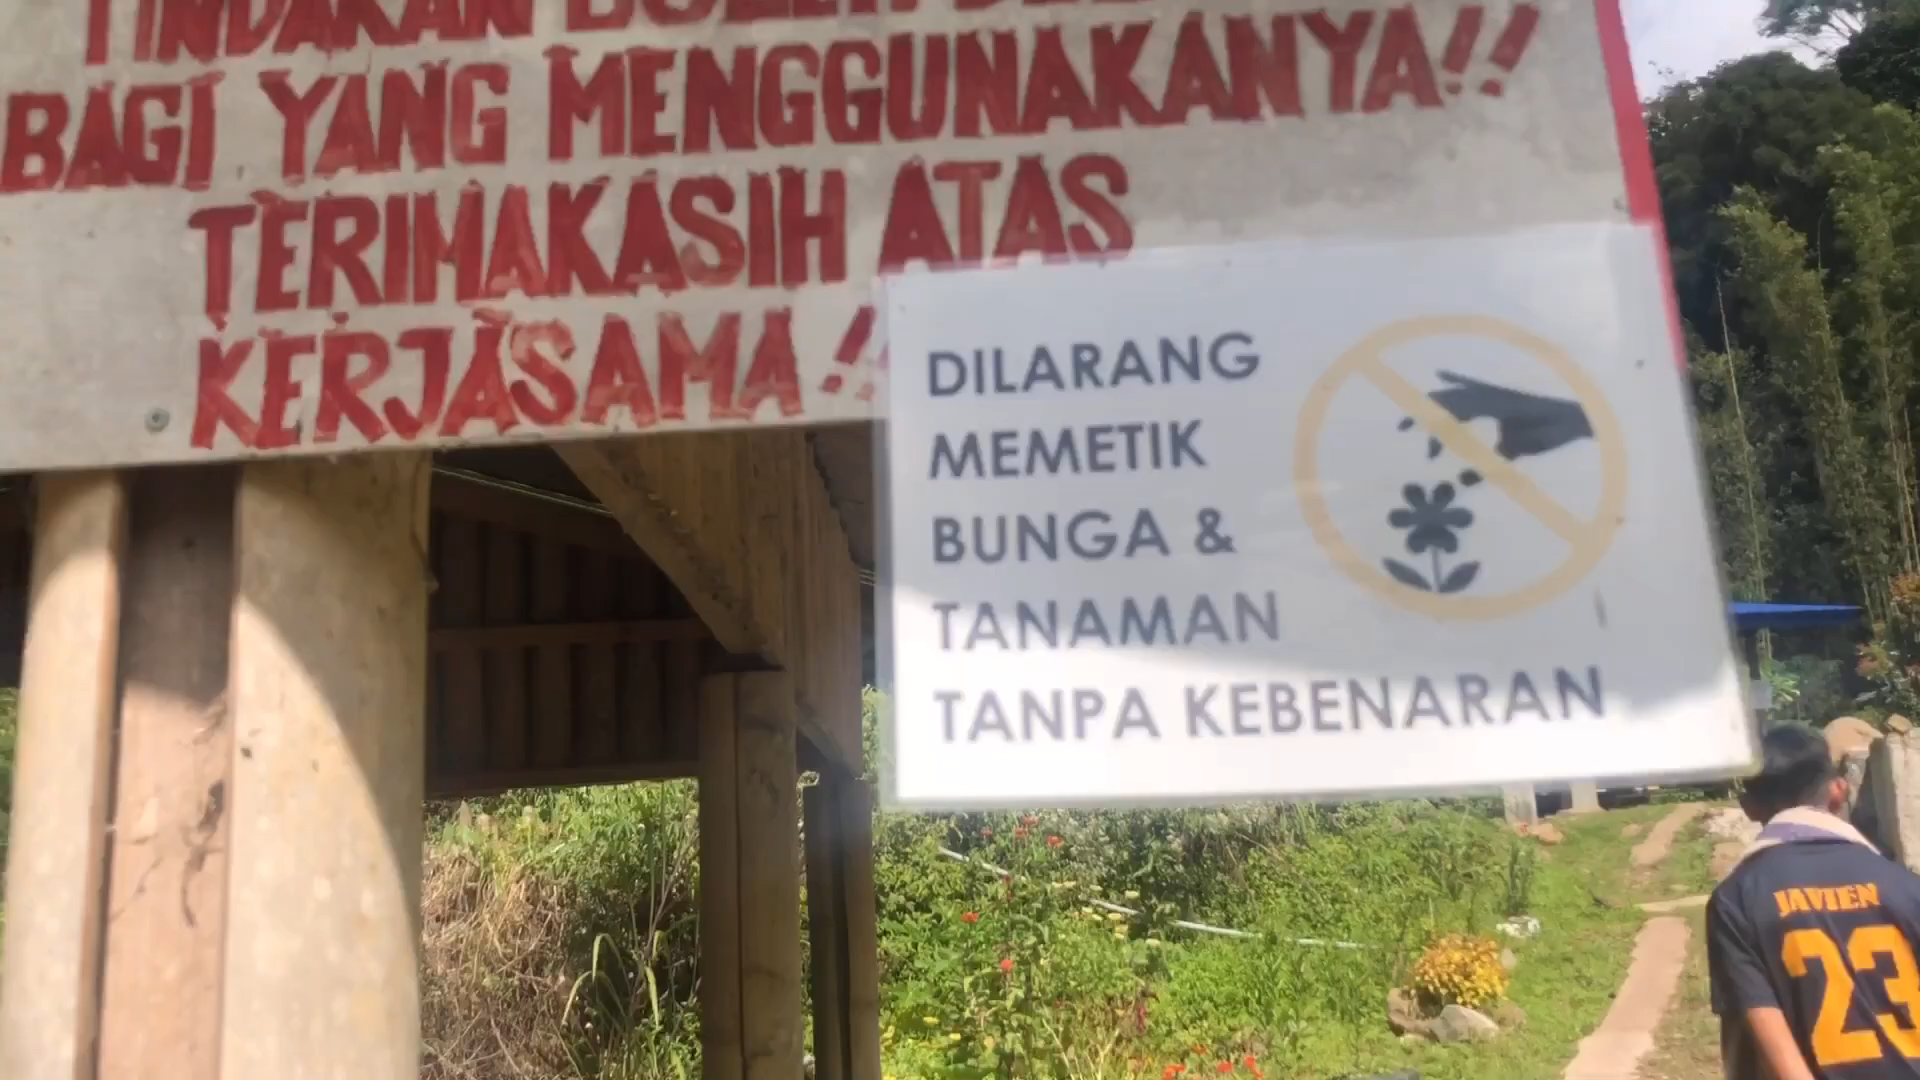 TINDAKAN BOLEH
BAGI YANG MENGGUNAKANYA!!
TERIMAKASIH ATAS
KERJASAMA!!
DILARANG
MEMETIK
BUNGA &
TANAMAN
TANPA KEBENARAN
JAVIEN
23